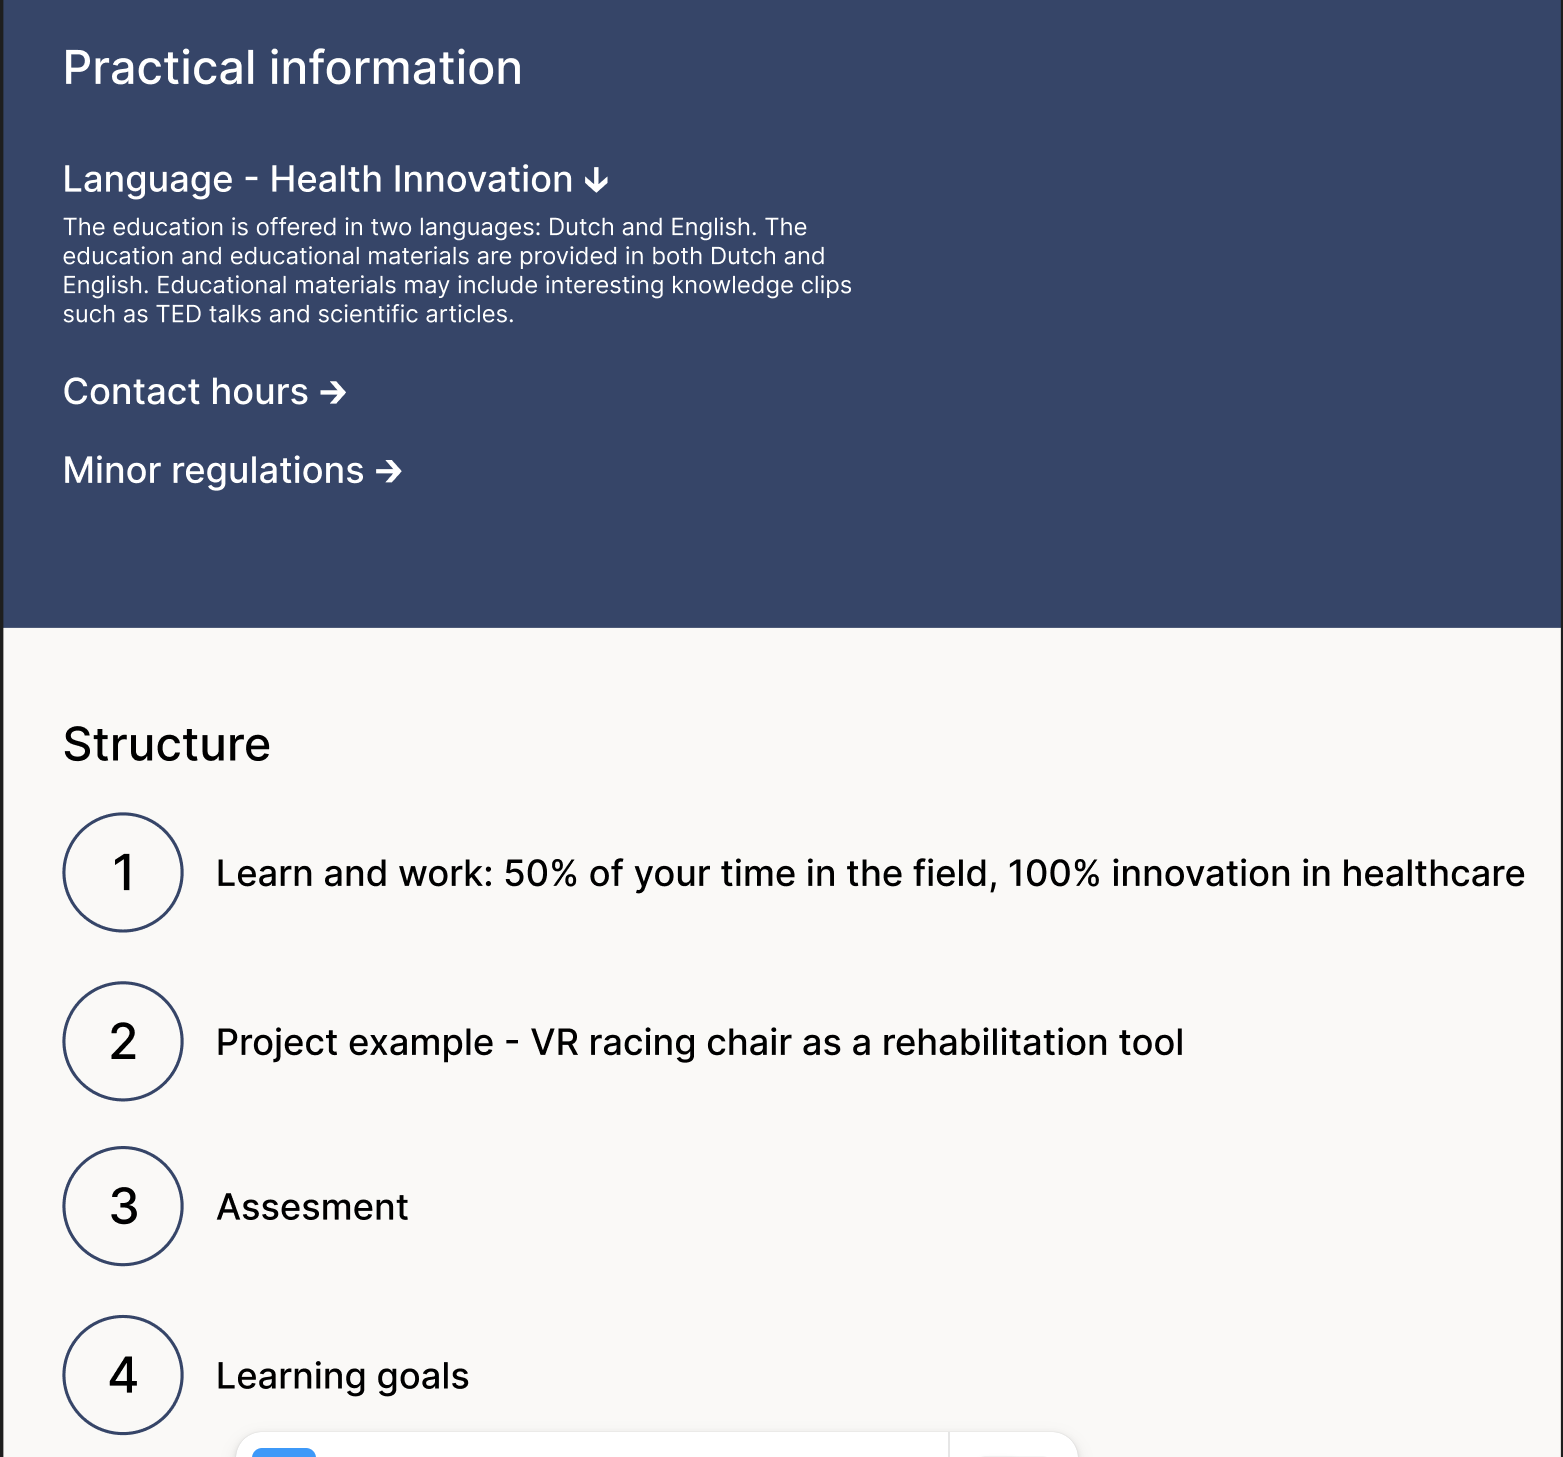 Practical information
Language - Health Innovation ↓
The education is offered in two languages: Dutch and English. The
education and educational materials are provided in both Dutch and
English. Educational materials may include interesting knowledge clips
such as TED talks and scientific articles.
Contact hours →
Minor regulations →
Structure
1 Learn and work: 50% of your time in the field, 100% innovation in healthcare
2 Project example - VR racing chair as a rehabilitation tool
3 Assesment
4 Learning goals